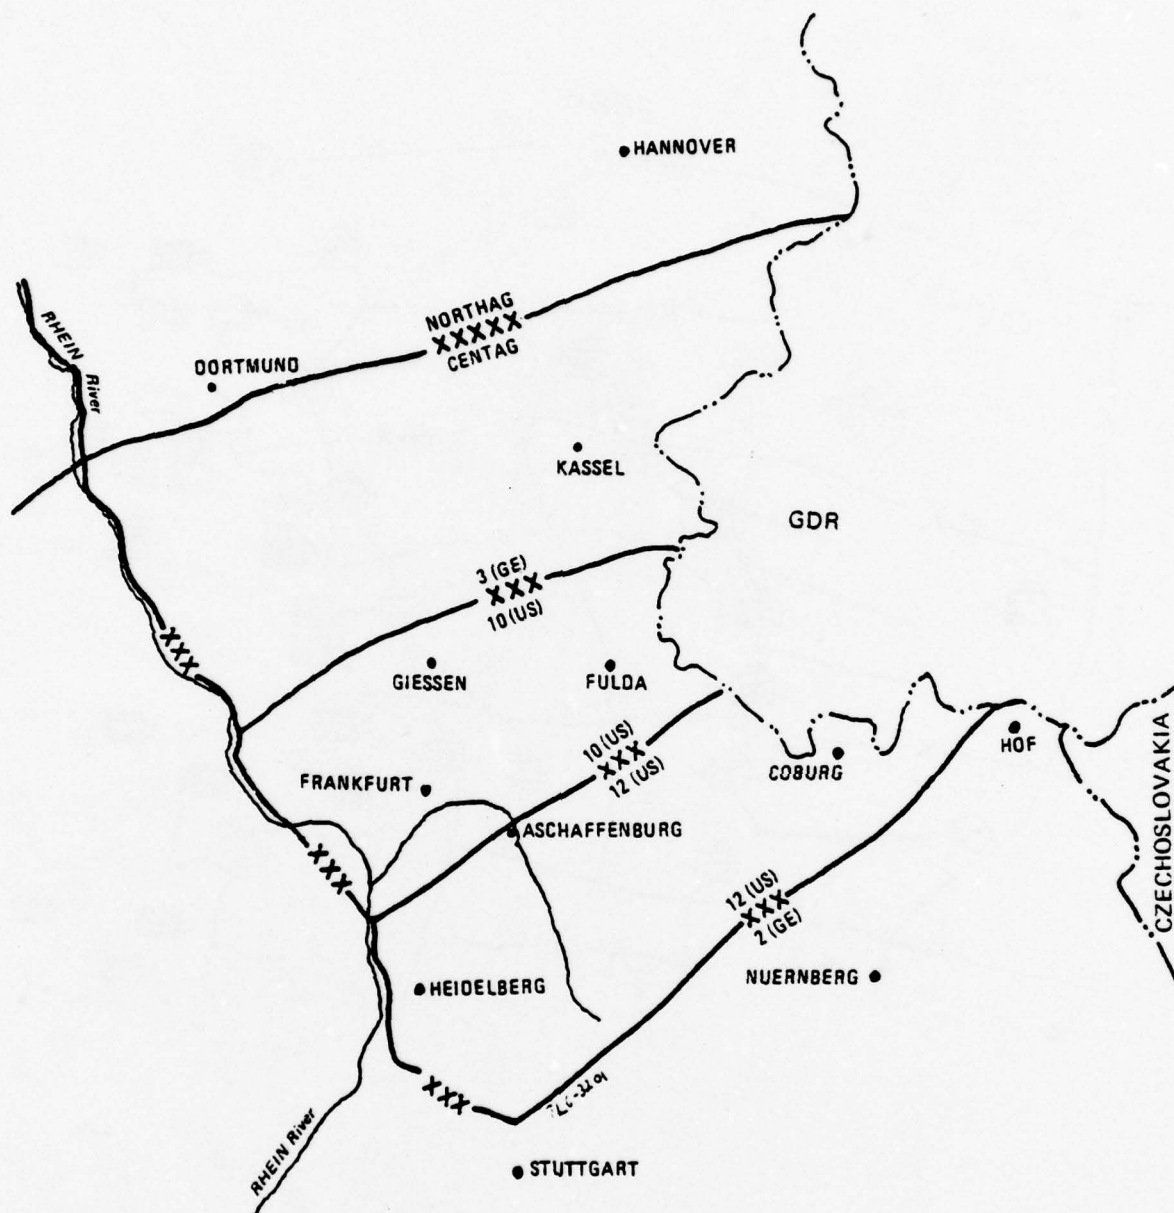 HANNOVER
NORTHAG
XXXXX
CENTAG
RHEIN
River
DORTMUND
KASSEL
GDR
3 (GE)
XXX
10 (US)
XXX
GIESSEN
FULDA
10 (US)
XXX
12 (US)
HOF
COBURG
CZECHOSLOVAKIA
FRANKFURT
ASCHAFFENBURG
XXX
12 (US)
XXX
2 (GE)
HEIDELBERG
NUERNBERG
XXX
RHEIN River
STUTTGART